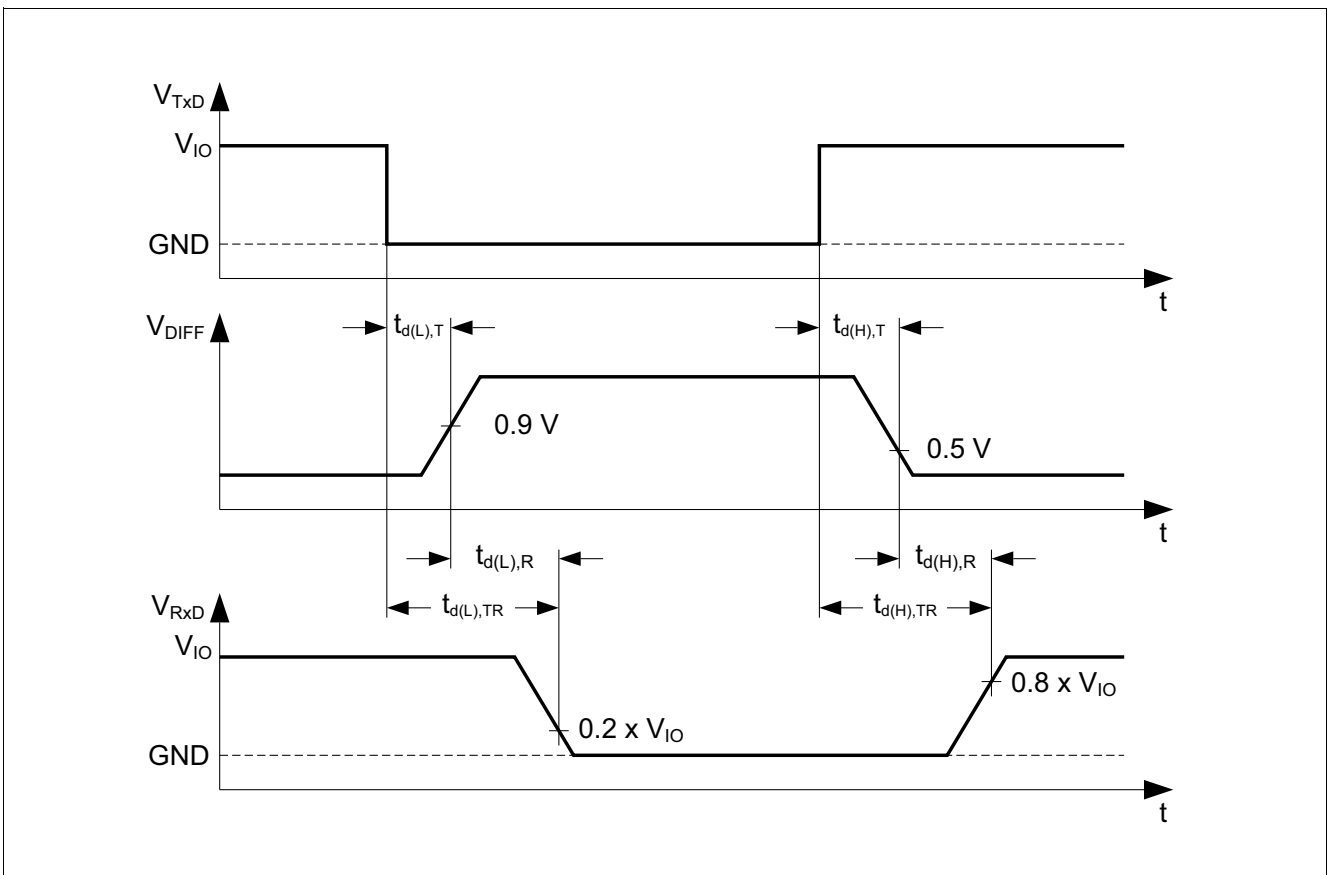 V_TxD
V_IO
GND
t
V_DIFF
t_d(L),T
t_d(H),T
0.9 V
0.5 V
t
t_d(L),R
t_d(H),R
V_RxD
t_d(L),TR
t_d(H),TR
V_IO
0.8 x V_IO
0.2 x V_IO
GND
t